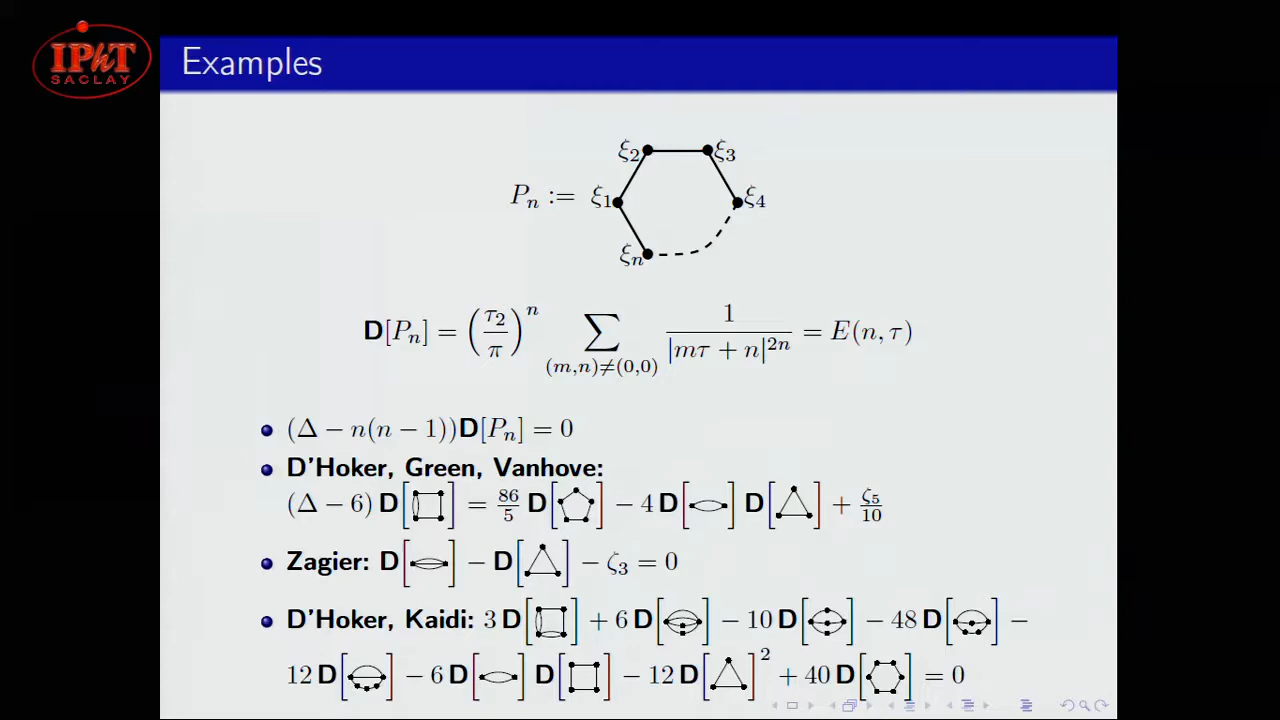 IPhT
SACLAY
Examples
ξ2 ξ3
Pn := ξ1 ξ4
ξn
D[Pn] = (τ2/π)^n ∑_{(m,n)≠(0,0)} 1/|mτ + n|^{2n} = E(n, τ)
(Δ − n(n − 1))D[Pn] = 0
D'Hoker, Green, Vanhove:
(Δ − 6) D[ ] = 86/5 D[ ] − 4 D[ ] D[ ] + ζ5/10
Zagier: D[ ] − D[ ] − ζ3 = 0
D'Hoker, Kaidi: 3 D[ ] + 6 D[ ] − 10 D[ ] − 48 D[ ] −
12 D[ ] − 6 D[ ] D[ ] − 12 D[ ]^2 + 40 D[ ] = 0